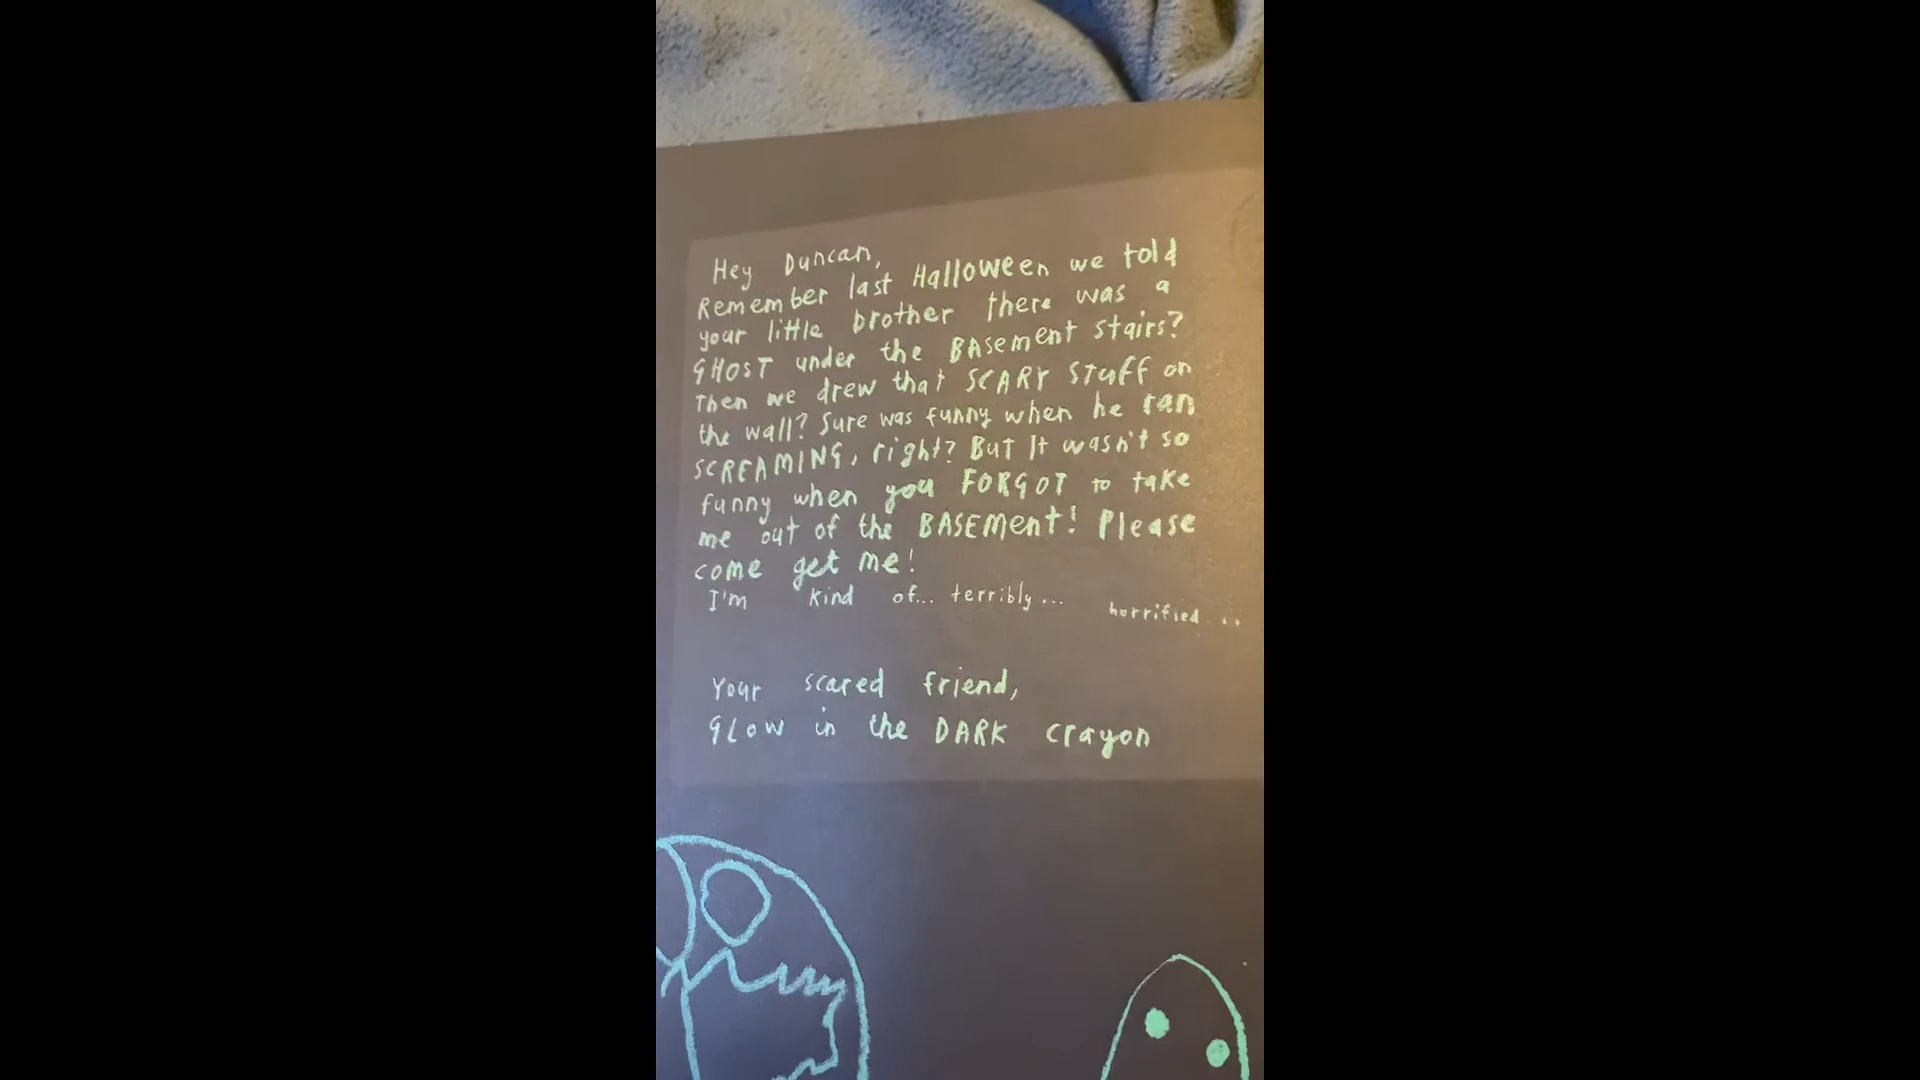 Hey Duncan,
Remember last Halloween we told
your little brother there was a
GHOST under the BASement stairs?
Then we drew that SCARY STUFF on
the wall? Sure was funny when he ran
SCREAMING, right? BuT It wasn't so
funny when you FORGOT to take
me out of the BASEMent! Please
come get me!
I'm kind of... terribly... horrified...
Your scared friend,
GLOW in the DARK crayon